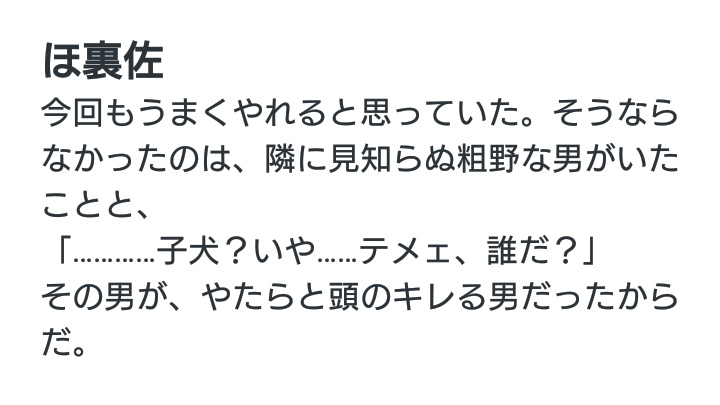 ほ裏佐
今回もうまくやれると思っていた。そうなら
なかったのは、隣に見知らぬ粗野な男がいた
ことと、
「…………子犬？いや……テメェ、誰だ？」
その男が、やたらと頭のキレる男だったから
だ。